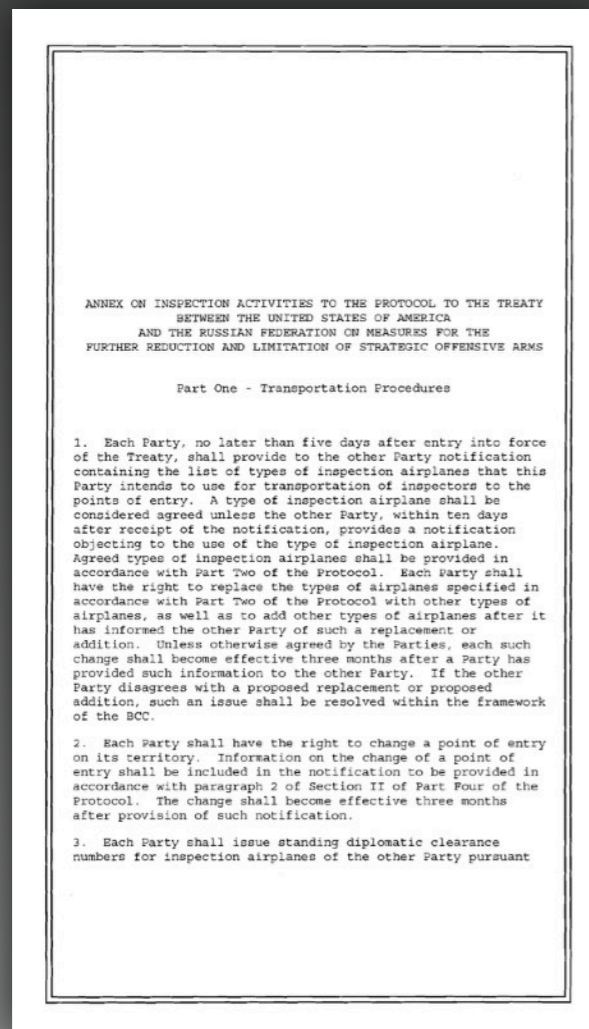 ANNEX ON INSPECTION ACTIVITIES TO THE PROTOCOL TO THE TREATY
BETWEEN THE UNITED STATES OF AMERICA
AND THE RUSSIAN FEDERATION ON MEASURES FOR THE
FURTHER REDUCTION AND LIMITATION OF STRATEGIC OFFENSIVE ARMS
Part One - Transportation Procedures
1. Each Party, no later than five days after entry into force
of the Treaty, shall provide to the other Party notification
containing the list of types of inspection airplanes that this
Party intends to use for transportation of inspectors to the
points of entry. A type of inspection airplane shall be
considered agreed unless the other Party, within ten days
after receipt of the notification, provides a notification
objecting to the use of the type of inspection airplane.
Agreed types of inspection airplanes shall be provided in
accordance with Part Two of the Protocol. Each Party shall
have the right to replace the types of airplanes specified in
accordance with Part Two of the Protocol with other types of
airplanes, as well as to add other types of airplanes after it
has informed the other Party of such a replacement or
addition. Unless otherwise agreed by the Parties, each such
change shall become effective three months after a Party has
provided such information to the other Party. If the other
Party disagrees with a proposed replacement or proposed
addition, such an issue shall be resolved within the framework
of the BCC.
2. Each Party shall have the right to change a point of entry
on its territory. Information on the change of a point of
entry shall be included in the notification to be provided in
accordance with paragraph 2 of Section II of Part Four of the
Protocol. The change shall become effective three months
after provision of such notification.
3. Each Party shall issue standing diplomatic clearance
numbers for inspection airplanes of the other Party pursuant